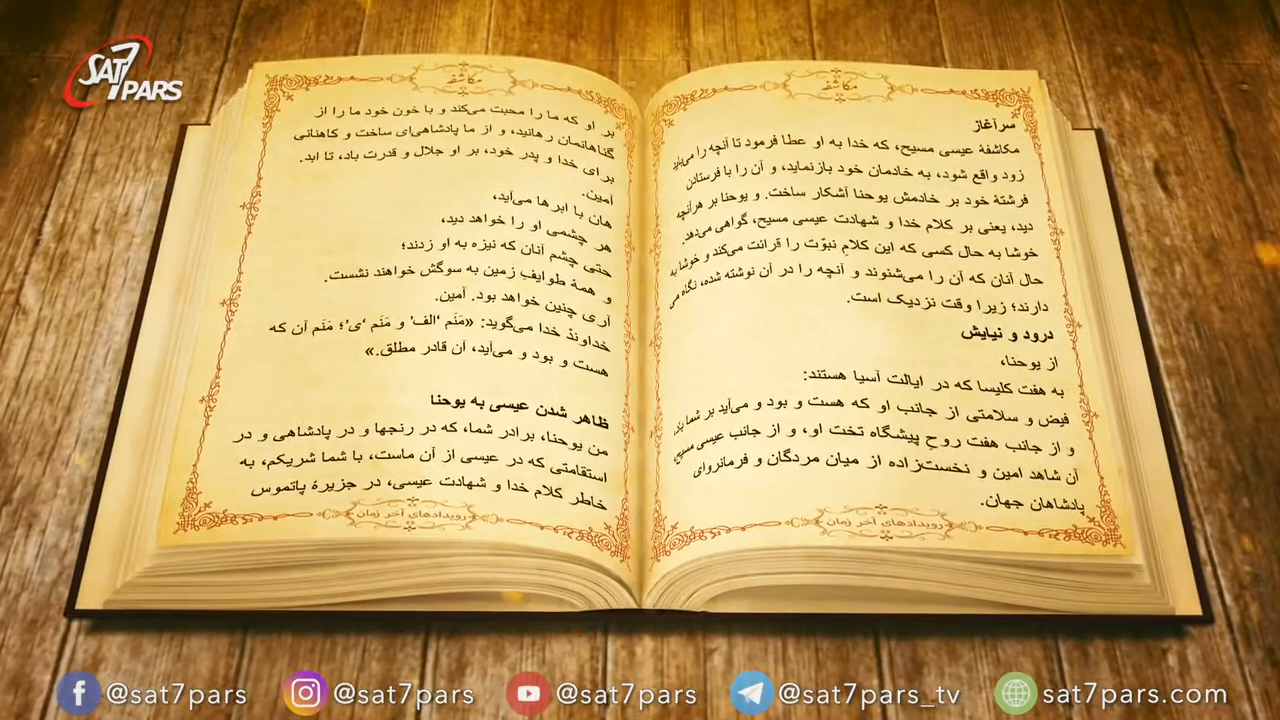 SAT7PARS
مکاشفه
سرآغاز
مکاشفۀ عیسی مسیح، که خدا به او عطا فرمود تا آنچه را می‌باید
زود واقع شود، به خادمان خود بازنماید، و آن را با فرستادن
فرشتۀ خود بر خادمش یوحنا آشکار ساخت. و یوحنا بر هرآنچه
دید، یعنی بر کلام خدا و شهادت عیسی مسیح، گواهی می‌دهد.
خوشا به حال کسی که این کلامِ نبوّت را قرائت می‌کند و خوشا به
حال آنان که آن را می‌شنوند و آنچه را در آن نوشته شده، نگاه می
دارند؛ زیرا وقت نزدیک است.
درود و نیایش
از یوحنا،
به هفت کلیسا که در ایالت آسیا هستند:
فیض و سلامتی از جانب او که هست و بود و می‌آید بر شما باد،
و از جانب هفت روحِ پیشگاه تخت او، و از جانب عیسی مسیح،
آن شاهد امین و نخست‌زاده از میان مردگان و فرمانروای
پادشاهان جهان.
رویدادهای آخر زمان
مکاشفه
بر او که ما را محبت می‌کند و با خون خود ما را از
گناهانمان رهانید، و از ما پادشاهی‌ای ساخت و کاهنانی
برای خدا و پدر خود، بر او جلال و قدرت باد، تا ابد.
آمین.
هان با ابرها می‌آید،
هر چشمی او را خواهد دید،
حتی چشم آنان که نیزه به او زدند؛
و همۀ طوایفِ زمین به سوگش خواهند نشست.
آری چنین خواهد بود. آمین.
خداوندْ خدا می‌گوید: «مَنَم ‘الف’ و مَنَم ‘ی’؛ مَنَم آن که
هست و بود و می‌آید، آن قادر مطلق.»
ظاهر شدن عیسی به یوحنا
من یوحنا، برادر شما، که در رنجها و در پادشاهی و در
استقامتی که در عیسی از آن ماست، با شما شریکم، به
خاطر کلام خدا و شهادت عیسی، در جزیرۀ پاتموس
رویدادهای آخر زمان
@sat7pars
@sat7pars
@sat7pars
@sat7pars_tv
sat7pars.com